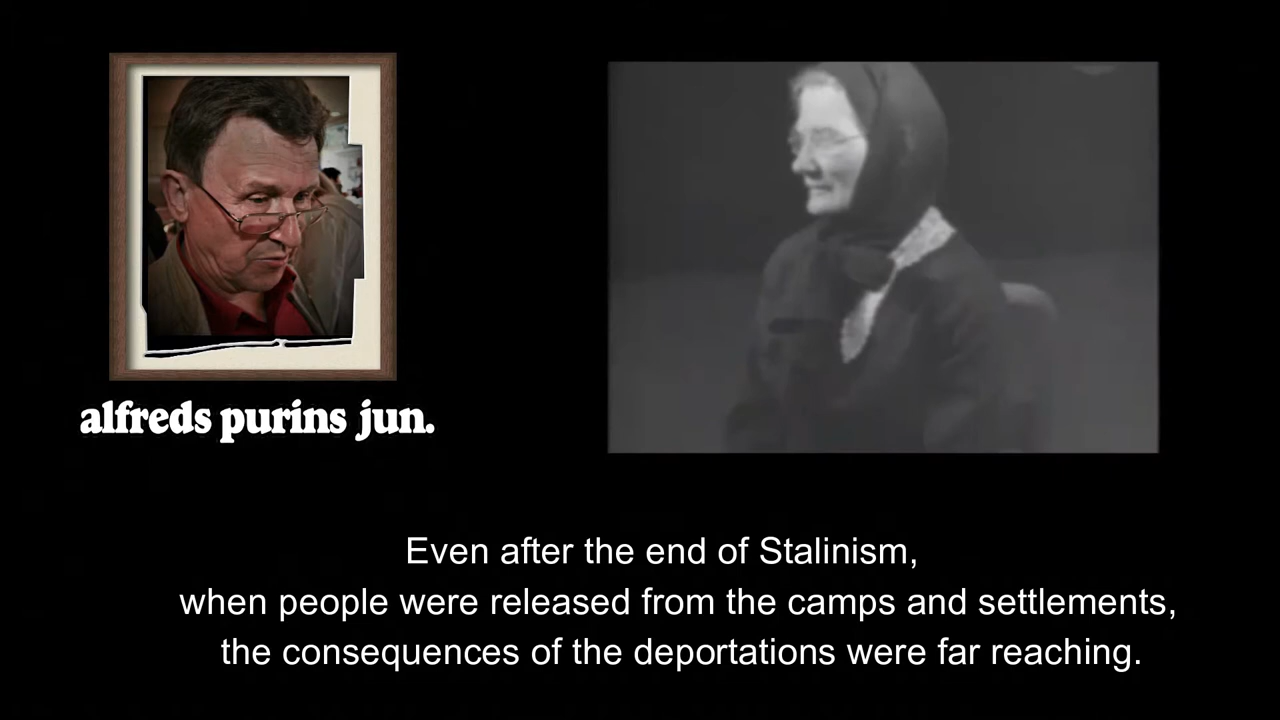 alfreds purins jun.
Even after the end of Stalinism,
when people were released from the camps and settlements,
the consequences of the deportations were far reaching.